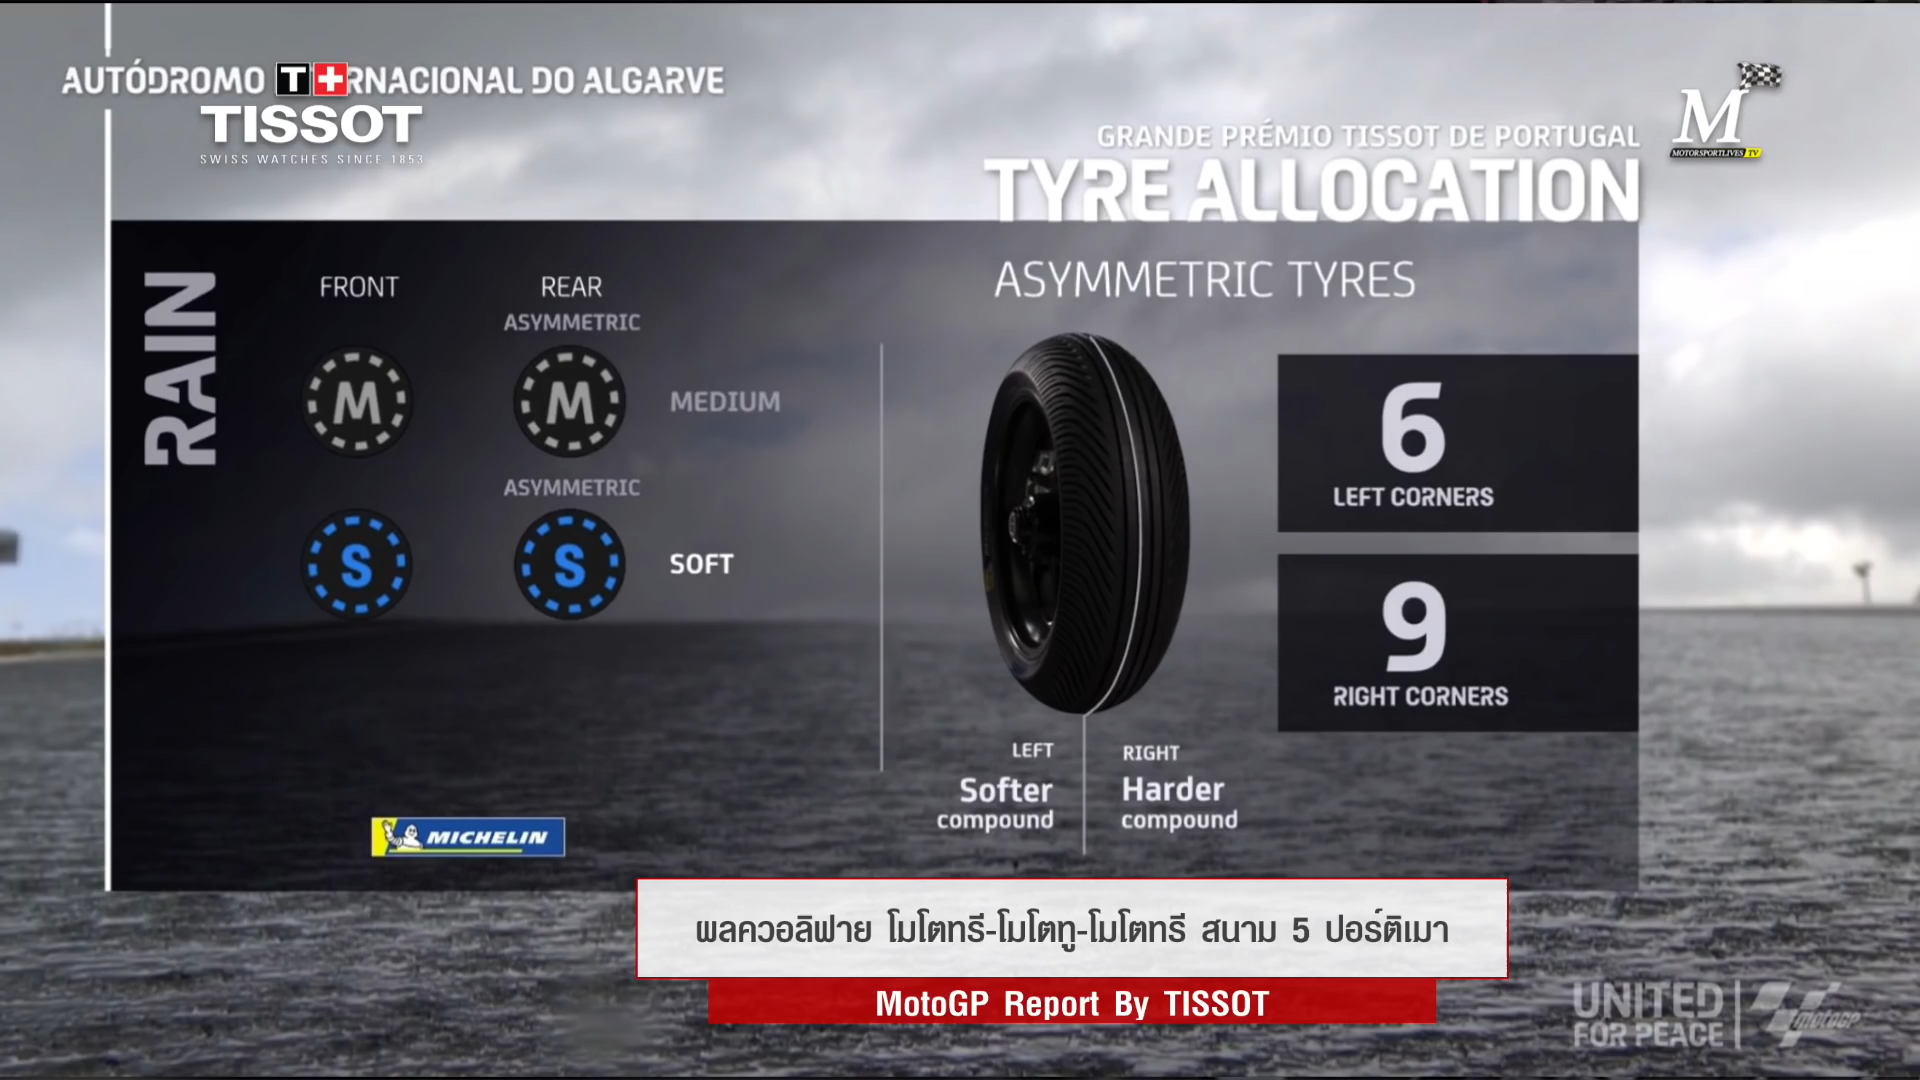 AUTÓDROMO T+RNACIONAL DO ALGARVE
TISSOT
SWISS WATCHES SINCE 1853
M
MOTORSPORTLIVES TV
GRANDE PRÉMIO TISSOT DE PORTUGAL
TYRE ALLOCATION
RAIN
FRONT
REAR
ASYMMETRIC
M
M
MEDIUM
ASYMMETRIC
S
S
SOFT
MICHELIN
ASYMMETRIC TYRES
6
LEFT CORNERS
9
RIGHT CORNERS
LEFT
Softer
compound
RIGHT
Harder
compound
ผลควอลิฟาย โมโตทรี-โมโตทู-โมโตทรี สนาม 5 ปอร์ติเมา
MotoGP Report By TISSOT
UNITED
FOR PEACE
motoGP